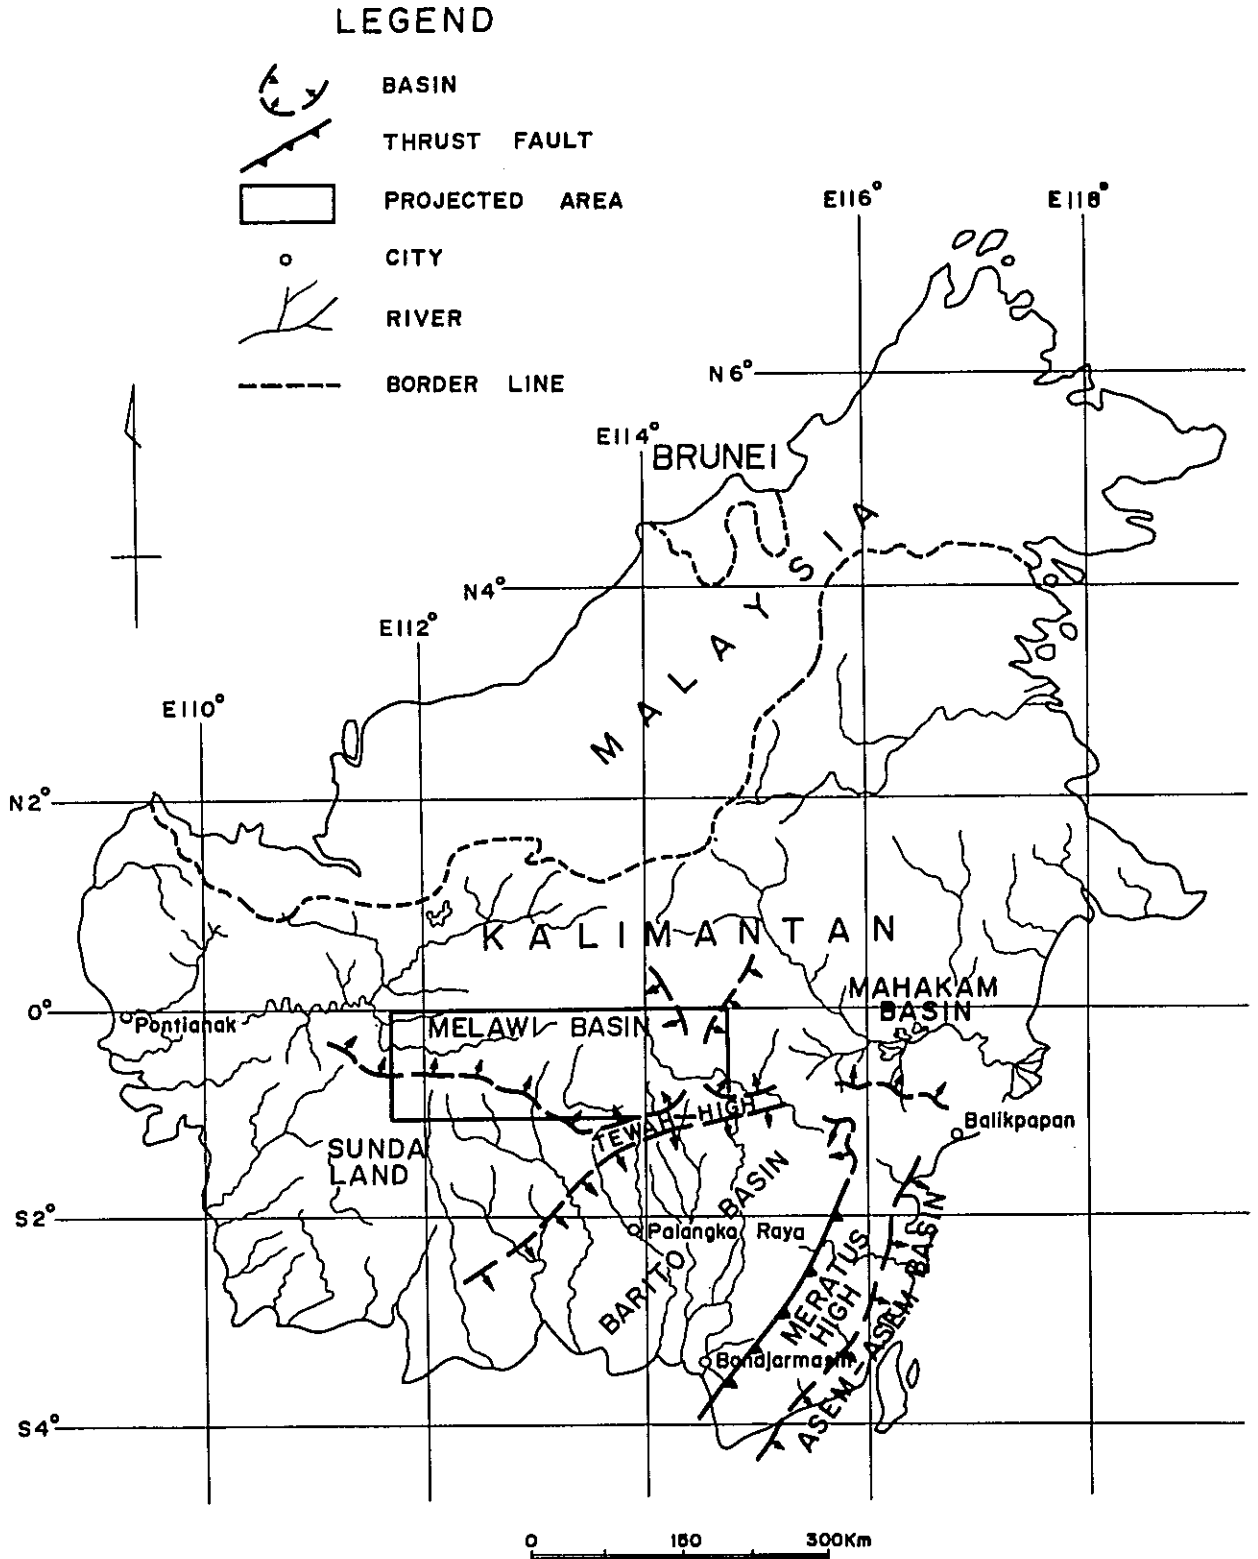 LEGEND
BASIN
THRUST FAULT
PROJECTED AREA
CITY
RIVER
BORDER LINE
E116°
E118°
N6°
E114°
BRUNEI
N4°
E112°
MALAYSIA
E110°
N2°
KALIMANTAN
MAHAKAM
BASIN
0°
Pontianak
MELAWI BASIN
Balikpapan
TEWAH HIGH
SUNDA
LAND
S2°
Palangka Raya
BARITO BASIN
MERATUS
HIGH
ASEM-ASEM BASIN
Bandjarmasin
S4°
0 150 300Km